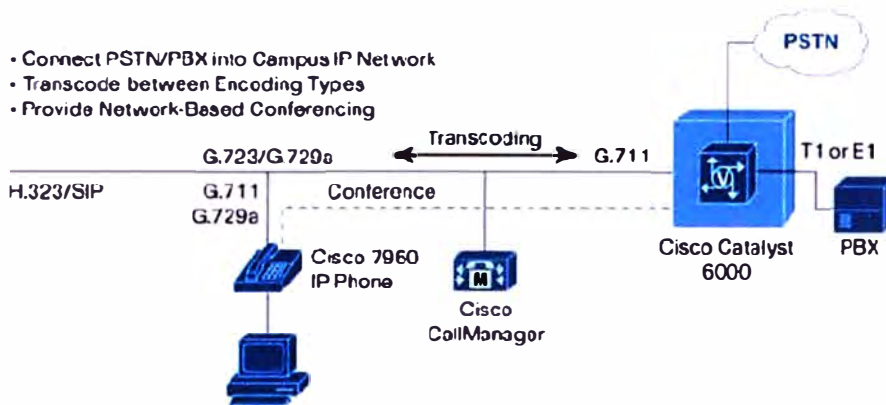 • Connect PSTN/PBX into Campus IP Network
• Transcode between Encoding Types
• Provide Network-Based Conferencing
PSTN
Transcoding
G.723/G.729a
G.711
T1 or E1
H.323/SIP
G.711
G.729a
Conference
Cisco 7960
IP Phone
M
Cisco
CallManager
V
Cisco Catalyst
6000
PBX